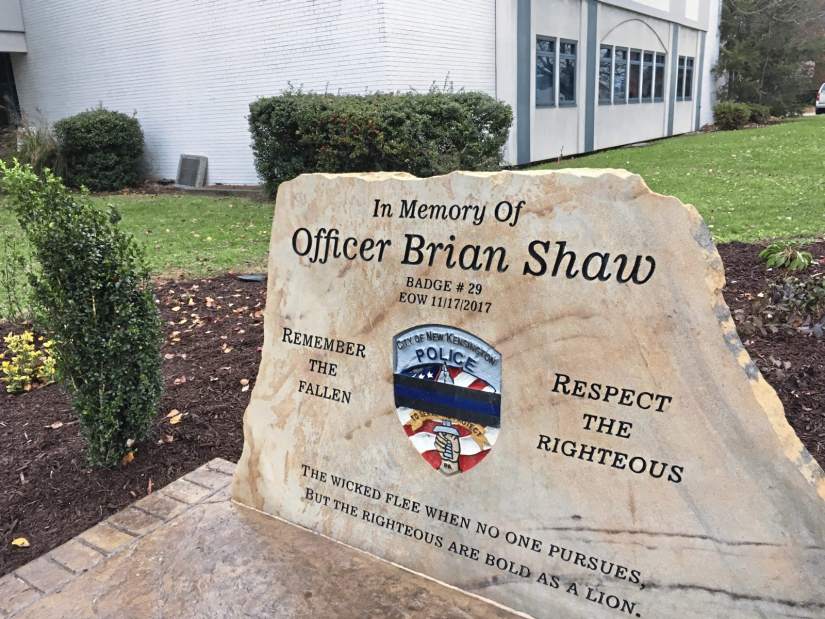 In Memory Of
Officer Brian Shaw
BADGE # 29
EOW 11/17/2017
REMEMBER
THE
FALLEN
CITY OF NEW KENSINGTON
POLICE
RESPECT
THE
RIGHTEOUS
THE WICKED FLEE WHEN NO ONE PURSUES,
BUT THE RIGHTEOUS ARE BOLD AS A LION.